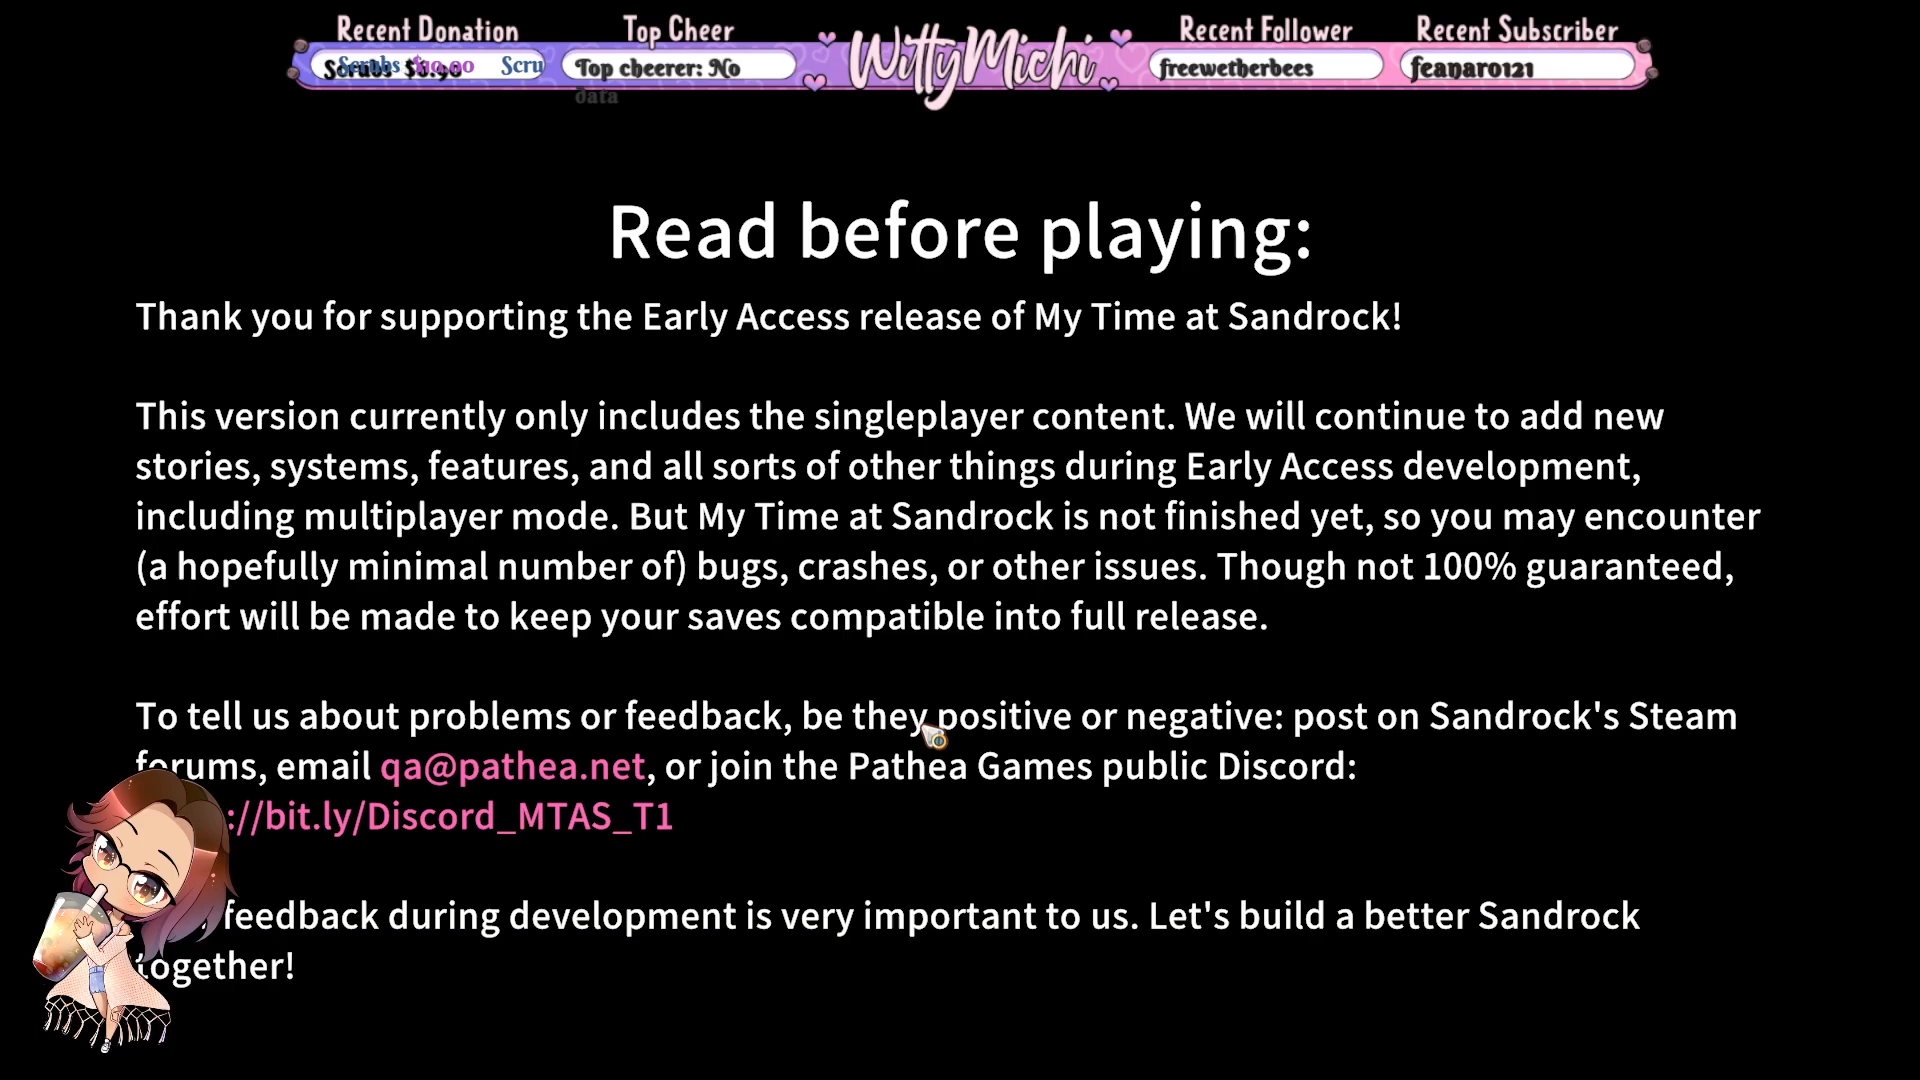 Recent Donation Top Cheer WittyMichi Recent Follower Recent Subscriber
Scrubs Scru Top cheerer: No freewetherbees feanaro121
data
Read before playing:
Thank you for supporting the Early Access release of My Time at Sandrock!
This version currently only includes the singleplayer content. We will continue to add new
stories, systems, features, and all sorts of other things during Early Access development,
including multiplayer mode. But My Time at Sandrock is not finished yet, so you may encounter
(a hopefully minimal number of) bugs, crashes, or other issues. Though not 100% guaranteed,
effort will be made to keep your saves compatible into full release.
To tell us about problems or feedback, be they positive or negative: post on Sandrock's Steam
forums, email qa@pathea.net, or join the Pathea Games public Discord:
://bit.ly/Discord_MTAS_T1
feedback during development is very important to us. Let's build a better Sandrock
together!